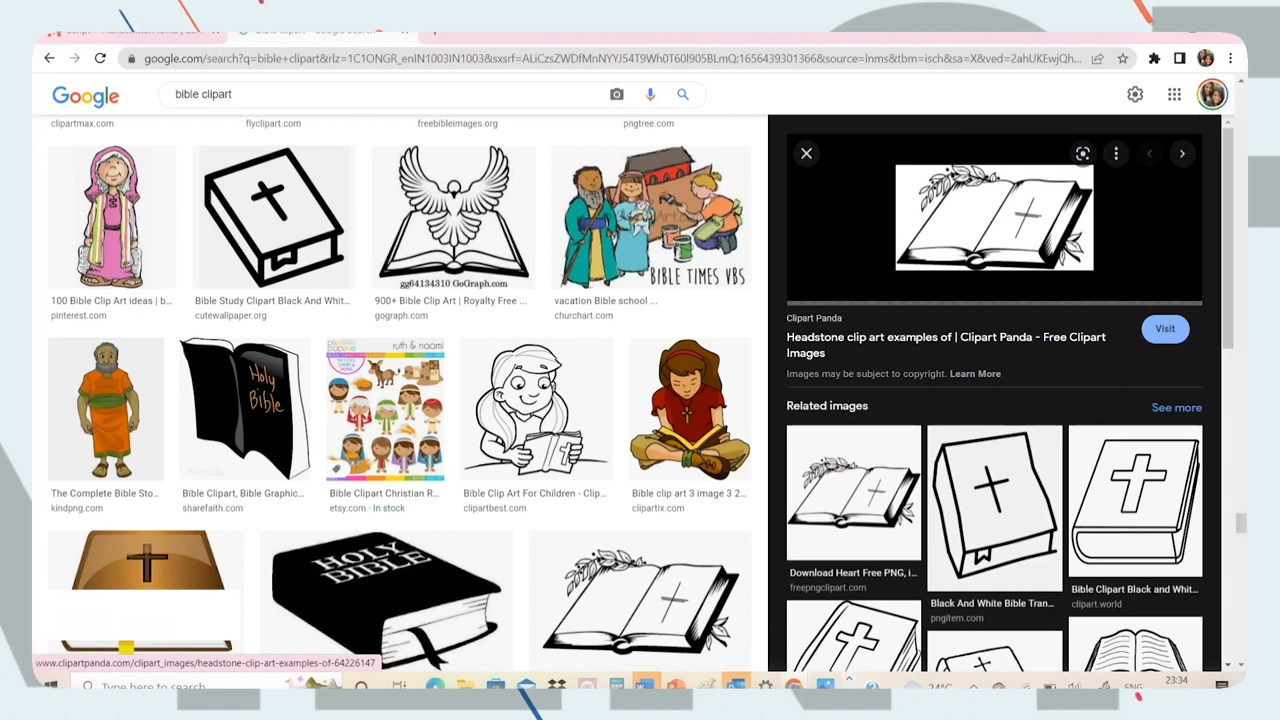 google.com/search?q=bible+clipart&rlz=1C1ONGR_enIN1003IN1003&sxsrf=ALiCzsZWDfMnNYYJ54T9Wh0T60l905BLmQ:1656439301366&source=lnms&tbm=isch&sa=X&ved=2ahUKEwjQh...
Google
bible clipart
clipartmax.com
flyclipart.com
freebibleimages.org
pngtree.com
gg64134310 GoGraph.com
BIBLE TIMES VBS
100 Bible Clip Art ideas | b...
pinterest.com
Bible Study Clipart Black And Whit...
cutewallpaper.org
900+ Bible Clip Art | Royalty Free ...
gograph.com
vacation Bible school ...
churchart.com
Holy
Bible
ruth & naomi
The Complete Bible Sto...
kindpng.com
Bible Clipart, Bible Graphic...
sharefaith.com
Bible Clipart Christian R...
etsy.com · In stock
Bible Clip Art For Children - Clip...
clipartbest.com
Bible clip art 3 image 3 2...
clipartix.com
HOLY
BIBLE
Clipart Panda
Headstone clip art examples of | Clipart Panda - Free Clipart
Images
Visit
Images may be subject to copyright. Learn More
Related images
See more
Download Heart Free PNG, i...
freepngclipart.com
Black And White Bible Tran...
pngitem.com
Bible Clipart Black and Whit...
clipart.world
www.clipartpanda.com/clipart_images/headstone-clip-art-examples-of-64226147
Type here to search
24°C
ENG
23:34